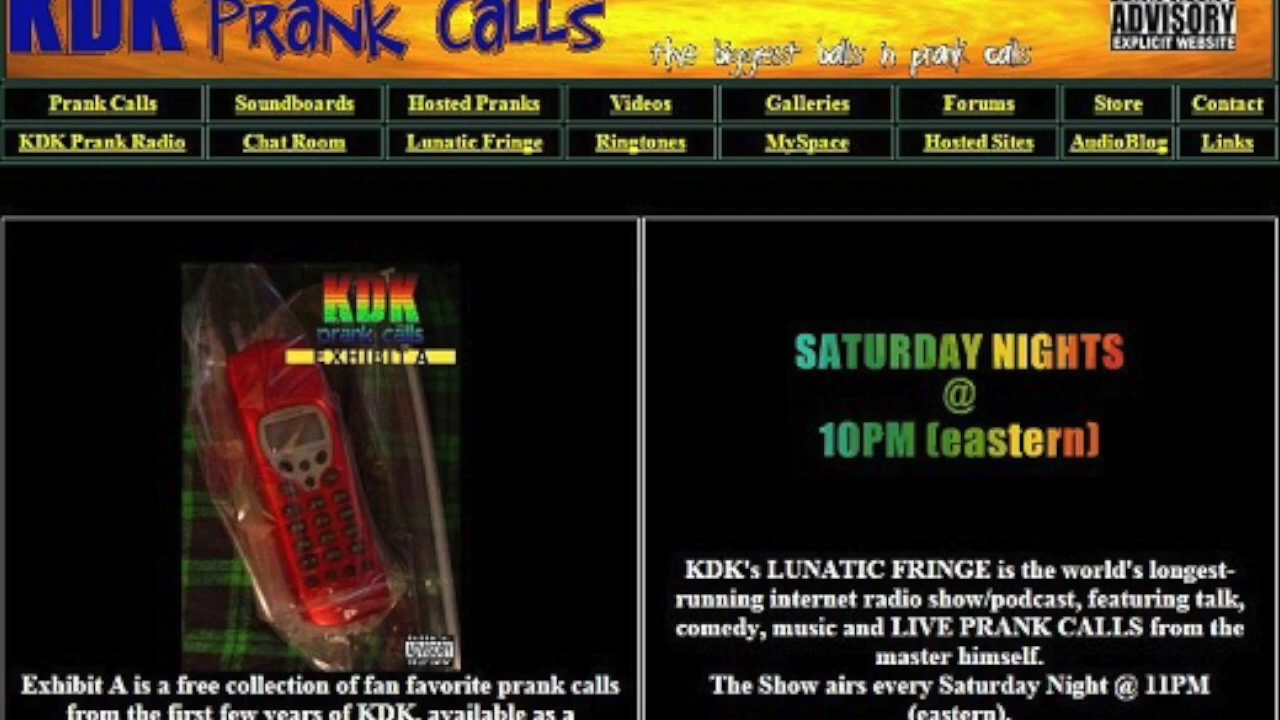 KDK Prank Calls
the biggest balls in prank calls
ADVISORY
EXPLICIT WEBSITE
Prank Calls Soundboards Hosted Pranks Videos Galleries Forums Store Contact
KDK Prank Radio Chat Room Lunatic Fringe Ringtones MySpace Hosted Sites AudioBlog Links
KDK
prank calls
EXHIBIT A
ADVISORY
Exhibit A is a free collection of fan favorite prank calls
from the first few years of KDK, available as a
SATURDAY NIGHTS
@
10PM (eastern)
KDK's LUNATIC FRINGE is the world's longest-
running internet radio show/podcast, featuring talk,
comedy, music and LIVE PRANK CALLS from the
master himself.
The Show airs every Saturday Night @ 11PM
(eastern).